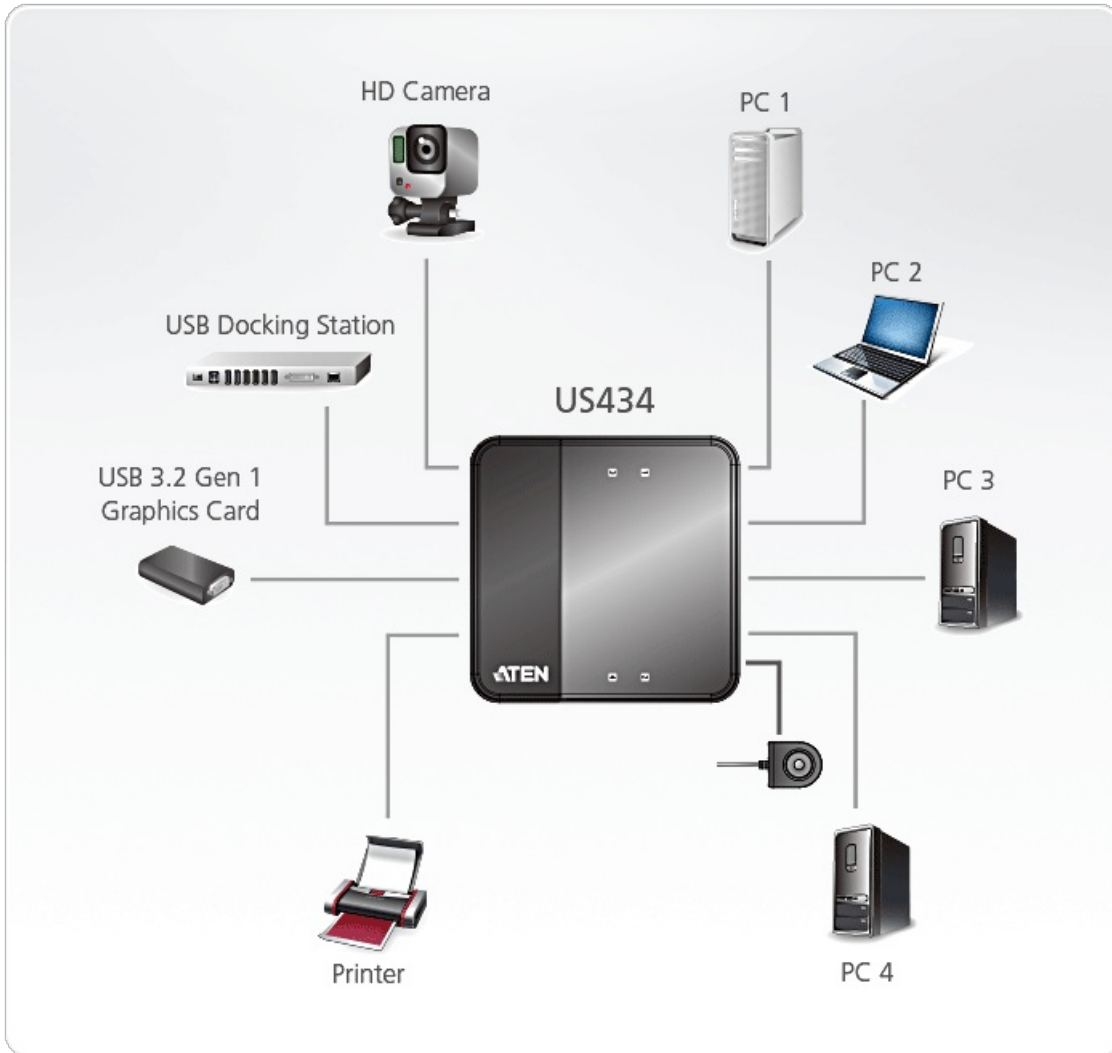 HD Camera
PC 1
PC 2
USB Docking Station
US434
USB 3.2 Gen 1
Graphics Card
PC 3
ATEN
Printer
PC 4